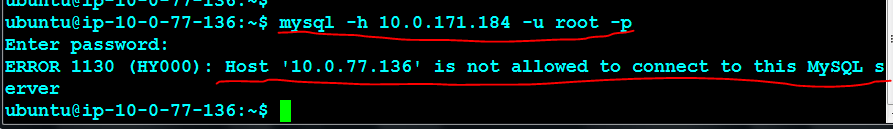 ubuntu@ip-10-0-77-136:~$
ubuntu@ip-10-0-77-136:~$ mysql -h 10.0.171.184 -u root -p
Enter password:
ERROR 1130 (HY000): Host '10.0.77.136' is not allowed to connect to this MySQL s
erver
ubuntu@ip-10-0-77-136:~$